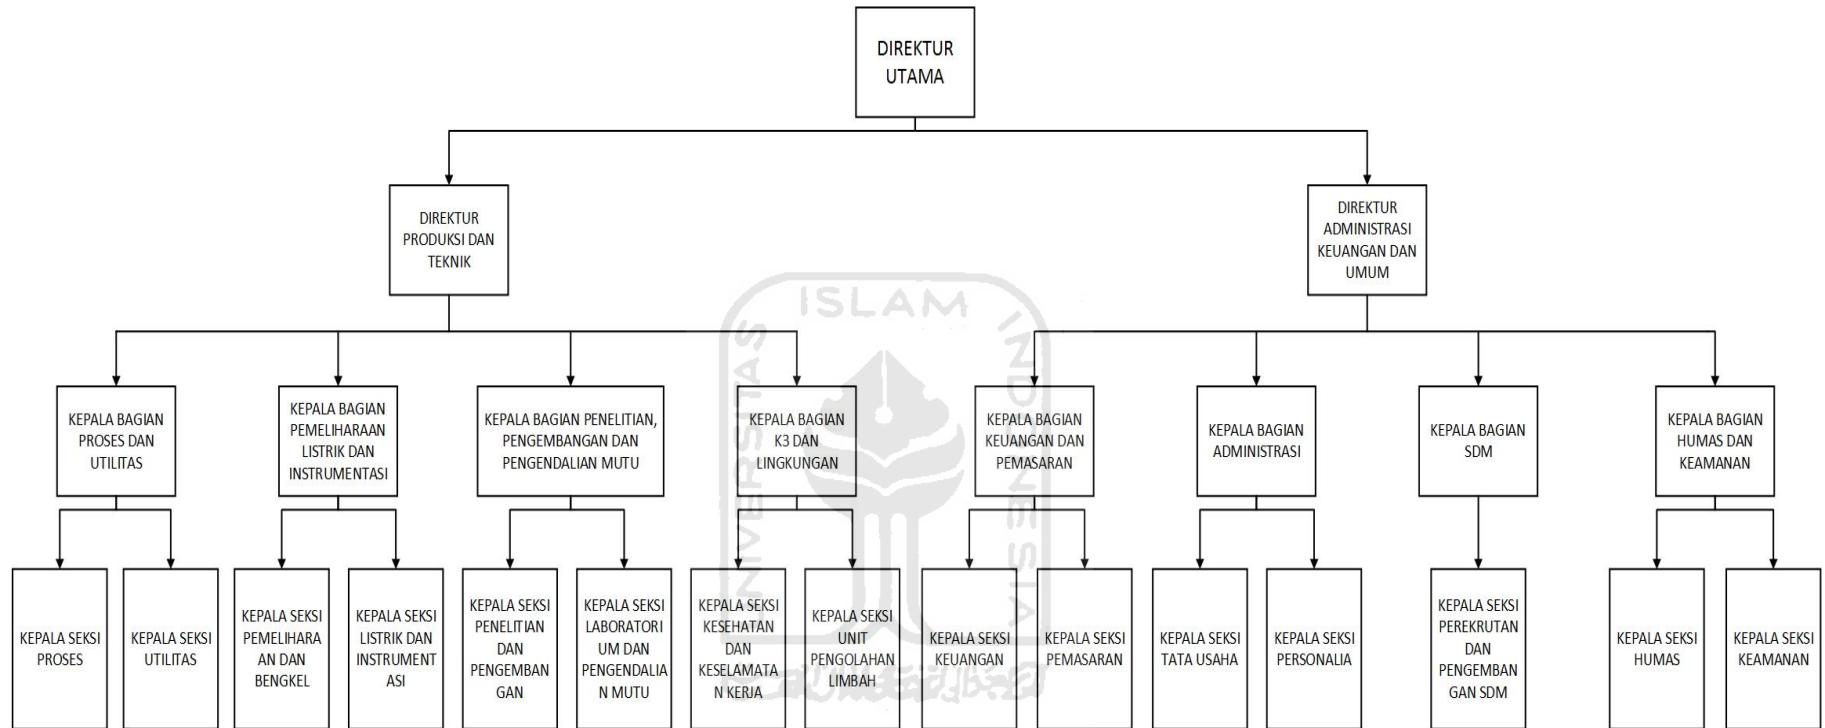 DIREKTUR
UTAMA
DIREKTUR
PRODUKSI DAN
TEKNIK
DIREKTUR
ADMINISTRASI
KEUANGAN DAN
UMUM
KEPALA BAGIAN
PROSES DAN
UTILITAS
KEPALA BAGIAN
PEMELIHARAAN
LISTRIK DAN
INSTRUMENTASI
KEPALA BAGIAN PENELITIAN,
PENGEMBANGAN DAN
PENGENDALIAN MUTU
KEPALA BAGIAN
K3 DAN
LINGKUNGAN
KEPALA BAGIAN
KEUANGAN DAN
PEMASARAN
KEPALA BAGIAN
ADMINISTRASI
KEPALA BAGIAN
SDM
KEPALA BAGIAN
HUMAS DAN
KEAMANAN
KEPALA SEKSI
PROSES
KEPALA SEKSI
UTILITAS
KEPALA SEKSI
PEMELIHARA
AN DAN
BENGKEL
KEPALA SEKSI
LISTRIK DAN
INSTRUMENT
ASI
KEPALA SEKSI
PENELITIAN
DAN
PENGEMBAN
GAN
KEPALA SEKSI
LABORATORI
UM DAN
PENGENDALIA
N MUTU
KEPALA SEKSI
KESEHATAN
DAN
KESELAMATA
N KERJA
KEPALA SEKSI
UNIT
PENGOLAHAN
LIMBAH
KEPALA SEKSI
KEUANGAN
KEPALA SEKSI
PEMASARAN
KEPALA SEKSI
TATA USAHA
KEPALA SEKSI
PERSONALIA
KEPALA SEKSI
PEREKRUTAN
DAN
PENGEMBAN
GAN SDM
KEPALA SEKSI
HUMAS
KEPALA SEKSI
KEAMANAN
UNIVERSITAS
ISLAM
INDONESIA